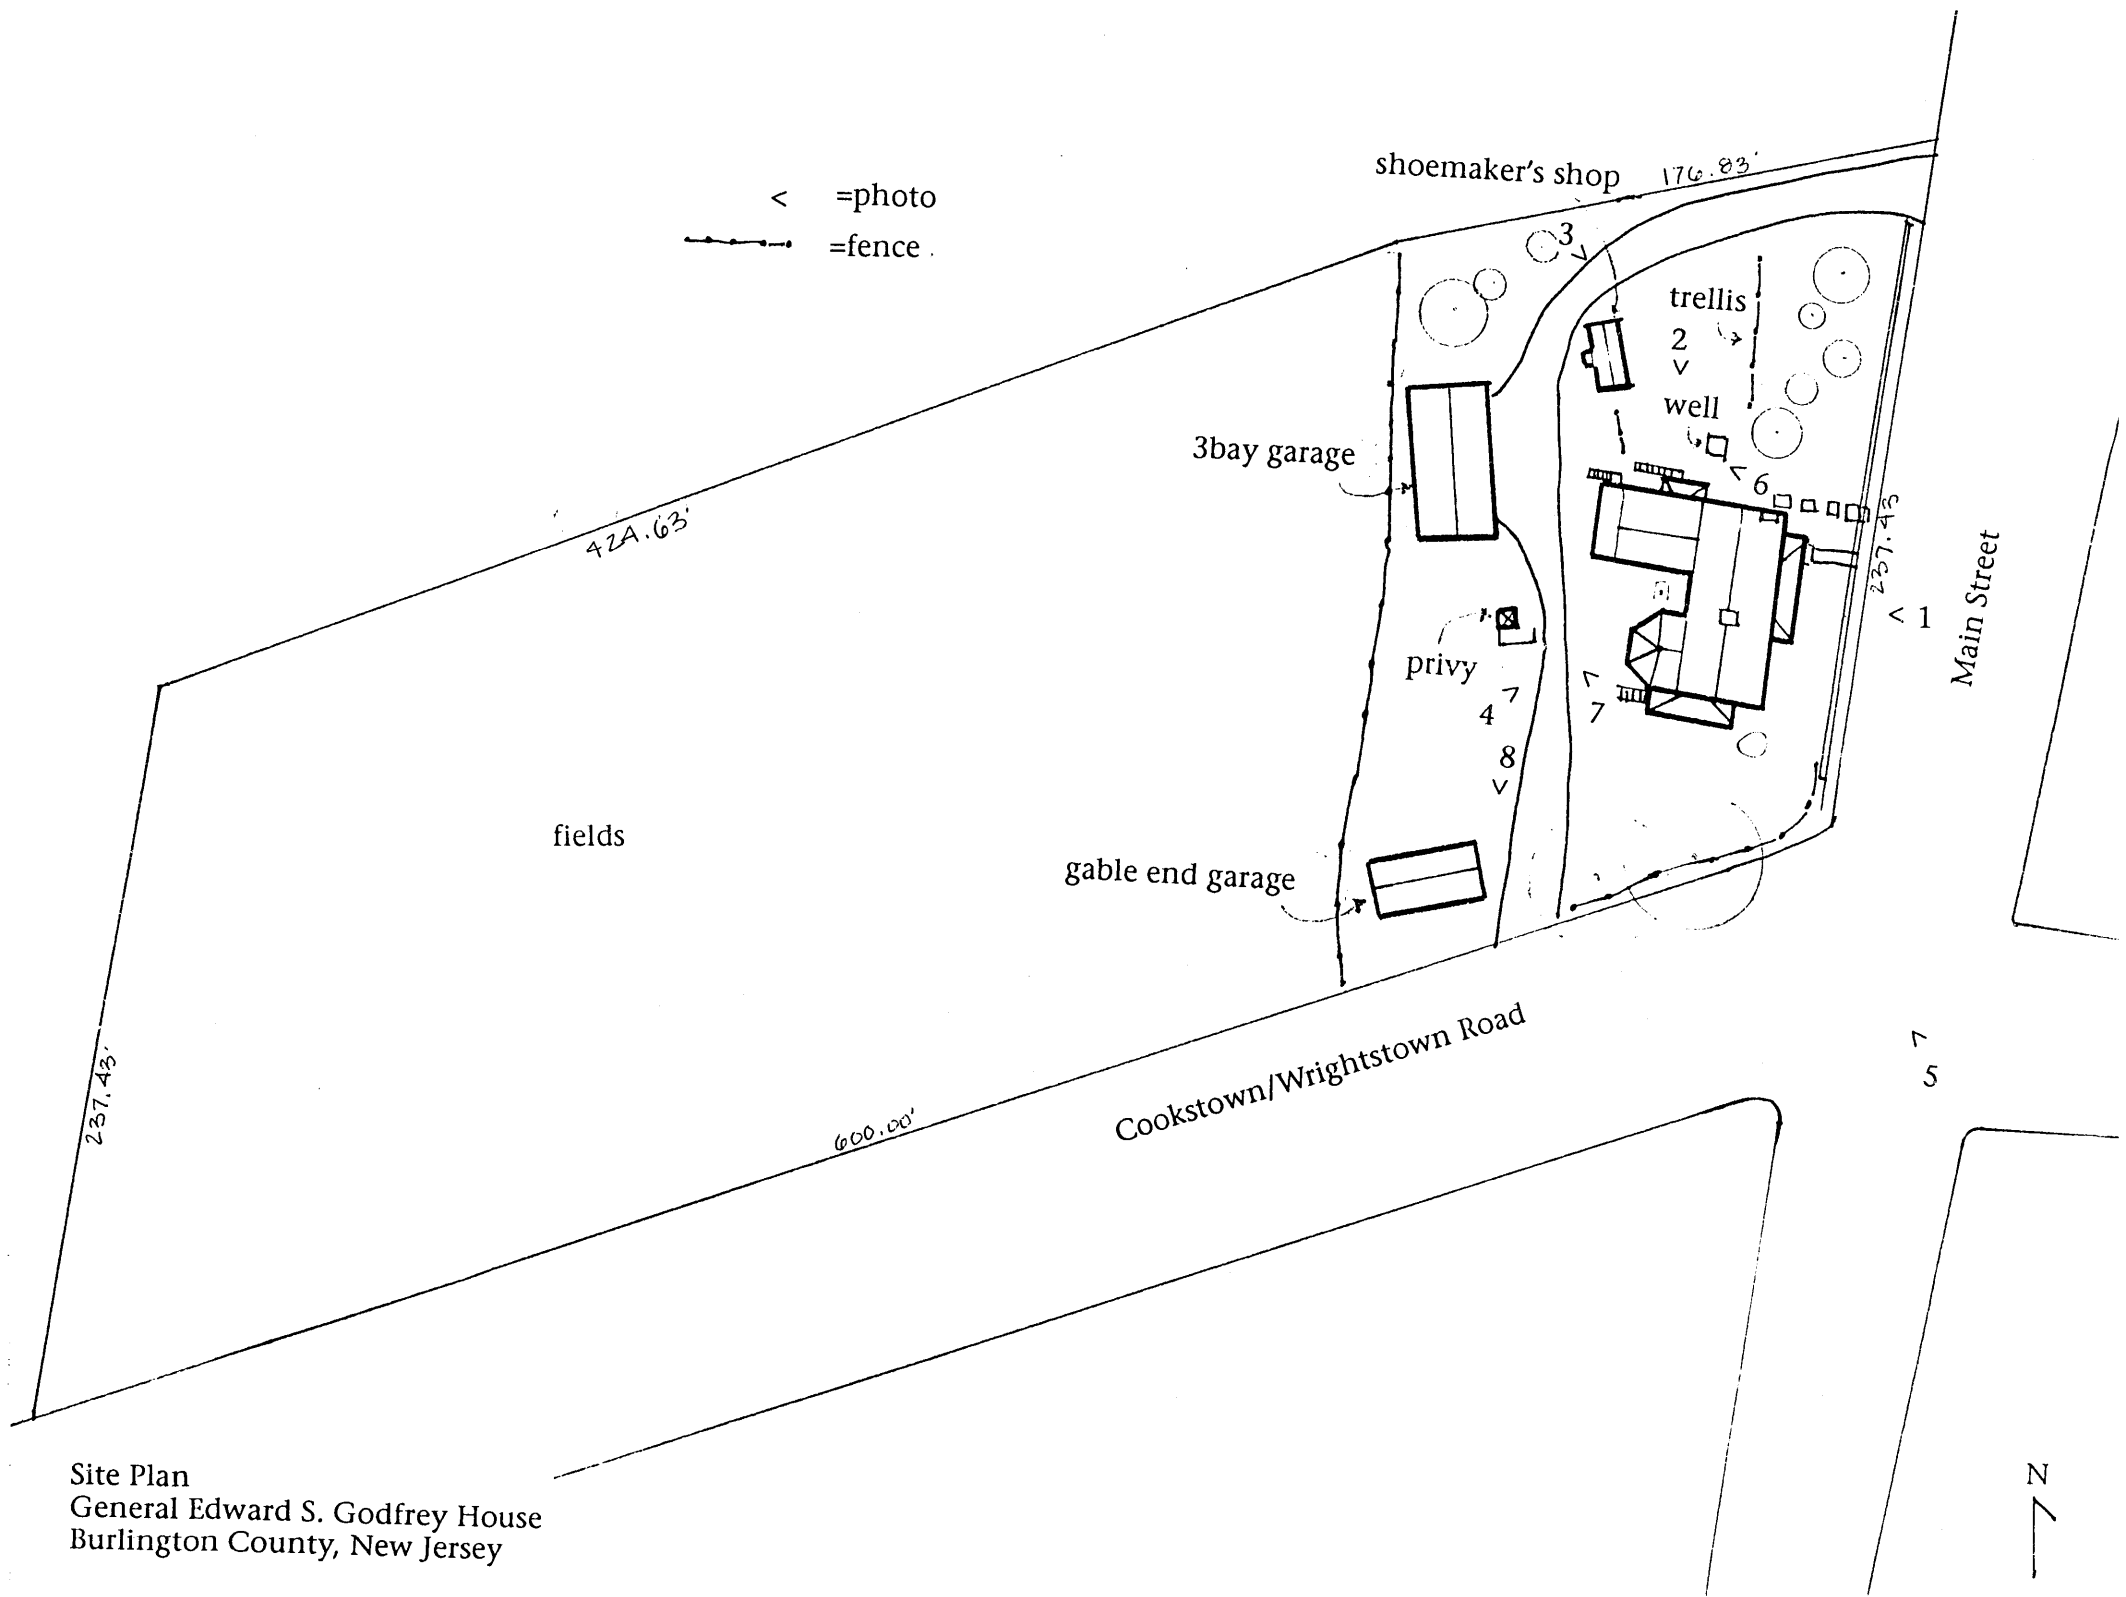 shoemaker's shop
176.83'
< =photo
=fence
3
trellis
2
well
6
3bay garage
424.63'
237.43
Main Street
< 1
privy
4
7
8
fields
gable end garage
Cookstown/Wrightstown Road
5
237.43'
600.00'
Site Plan
General Edward S. Godfrey House
Burlington County, New Jersey
N